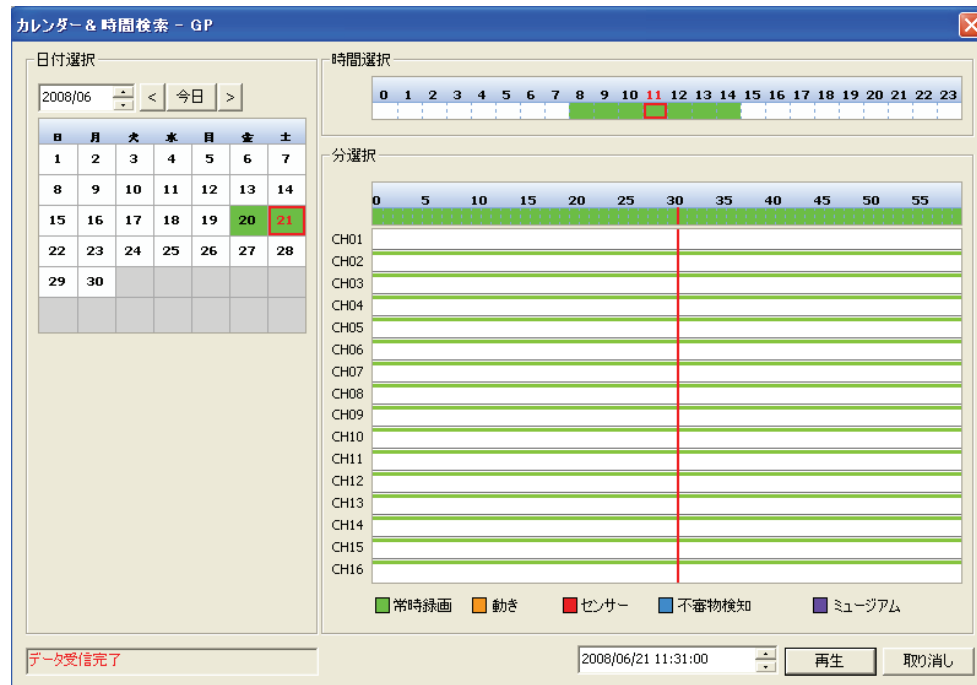 カレンダー & 時間検索 - GP
日付選択
2008/06 < 今日 >
日 月 火 水 木 金 土
1 2 3 4 5 6 7
8 9 10 11 12 13 14
15 16 17 18 19 20 21
22 23 24 25 26 27 28
29 30
時間選択
0 1 2 3 4 5 6 7 8 9 10 11 12 13 14 15 16 17 18 19 20 21 22 23
分選択
0 5 10 15 20 25 30 35 40 45 50 55
CH01
CH02
CH03
CH04
CH05
CH06
CH07
CH08
CH09
CH10
CH11
CH12
CH13
CH14
CH15
CH16
常時録画 動き センサー 不審物検知 ミュージアム
データ受信完了
2008/06/21 11:31:00 再生 取り消し